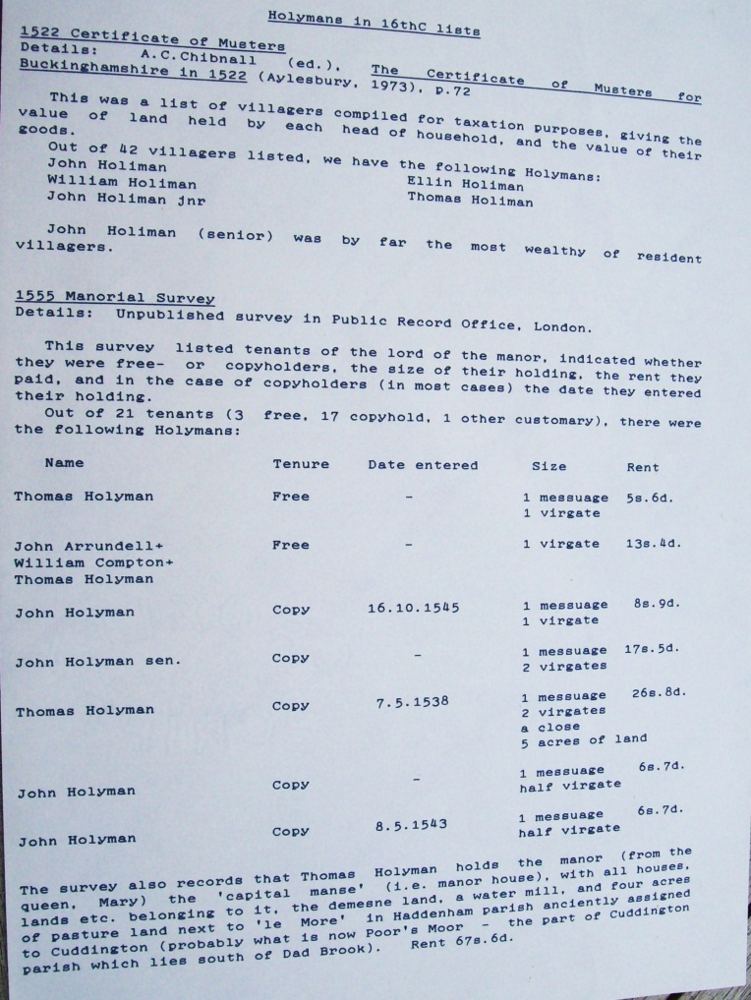 Holymans in 16thC lists
1522 Certificate of Musters
Details: A.C.Chibnall (ed.), The Certificate of Musters for
Buckinghamshire in 1522 (Aylesbury, 1973), p.72
This was a list of villagers compiled for taxation purposes, giving the
value of land held by each head of household, and the value of their
goods.
Out of 42 villagers listed, we have the following Holymans:
John Holiman
William Holiman Ellin Holiman
John Holiman jnr Thomas Holiman
John Holiman (senior) was by far the most wealthy of resident
villagers.
1555 Manorial Survey
Details: Unpublished survey in Public Record Office, London.
This survey listed tenants of the lord of the manor, indicated whether
they were free- or copyholders, the size of their holding, the rent they
paid, and in the case of copyholders (in most cases) the date they entered
their holding.
Out of 21 tenants (3 free, 17 copyhold, 1 other customary), there were
the following Holymans:
Name Tenure Date entered Size Rent
Thomas Holyman Free - 1 messuage 5s.6d.
1 virgate
John Arrundell+ Free - 1 virgate 13s.4d.
William Compton+
Thomas Holyman
John Holyman Copy 16.10.1545 1 messuage 8s.9d.
1 virgate
John Holyman sen. Copy - 1 messuage 17s.5d.
2 virgates
Thomas Holyman Copy 7.5.1538 1 messuage 26s.8d.
2 virgates
a close
5 acres of land
John Holyman Copy - 1 messuage 6s.7d.
half virgate
John Holyman Copy 8.5.1543 1 messuage 6s.7d.
half virgate
The survey also records that Thomas Holyman holds the manor (from the
queen, Mary) the 'capital manse' (i.e. manor house), with all houses,
lands etc. belonging to it, the demesne land, a water mill, and four acres
of pasture land next to 'le More' in Haddenham parish anciently assigned
to Cuddington (probably what is now Poor's Moor - the part of Cuddington
parish which lies south of Dad Brook). Rent 67s.6d.